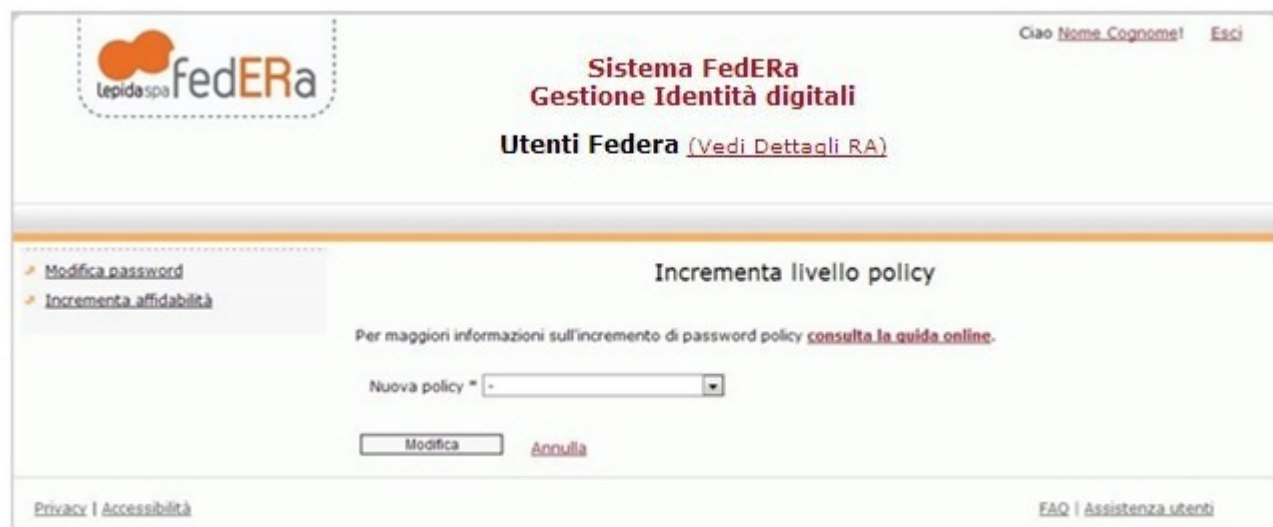 lepidaspa fedERa
Ciao Nome Cognome! Esci
Sistema FedERa
Gestione Identità digitali
Utenti Federa (Vedi Dettagli RA)
Modifica password
Incrementa affidabilità
Incrementa livello policy
Per maggiori informazioni sull'incremento di password policy consulta la guida online.
Nuova policy * -
Modifica Annulla
Privacy | Accessibilità
FAQ | Assistenza utenti